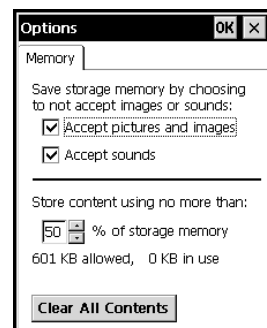 Options OK ×
Memory
Save storage memory by choosing
to not accept images or sounds:
Accept pictures and images
Accept sounds
Store content using no more than:
50 % of storage memory
601 KB allowed, 0 KB in use
Clear All Contents